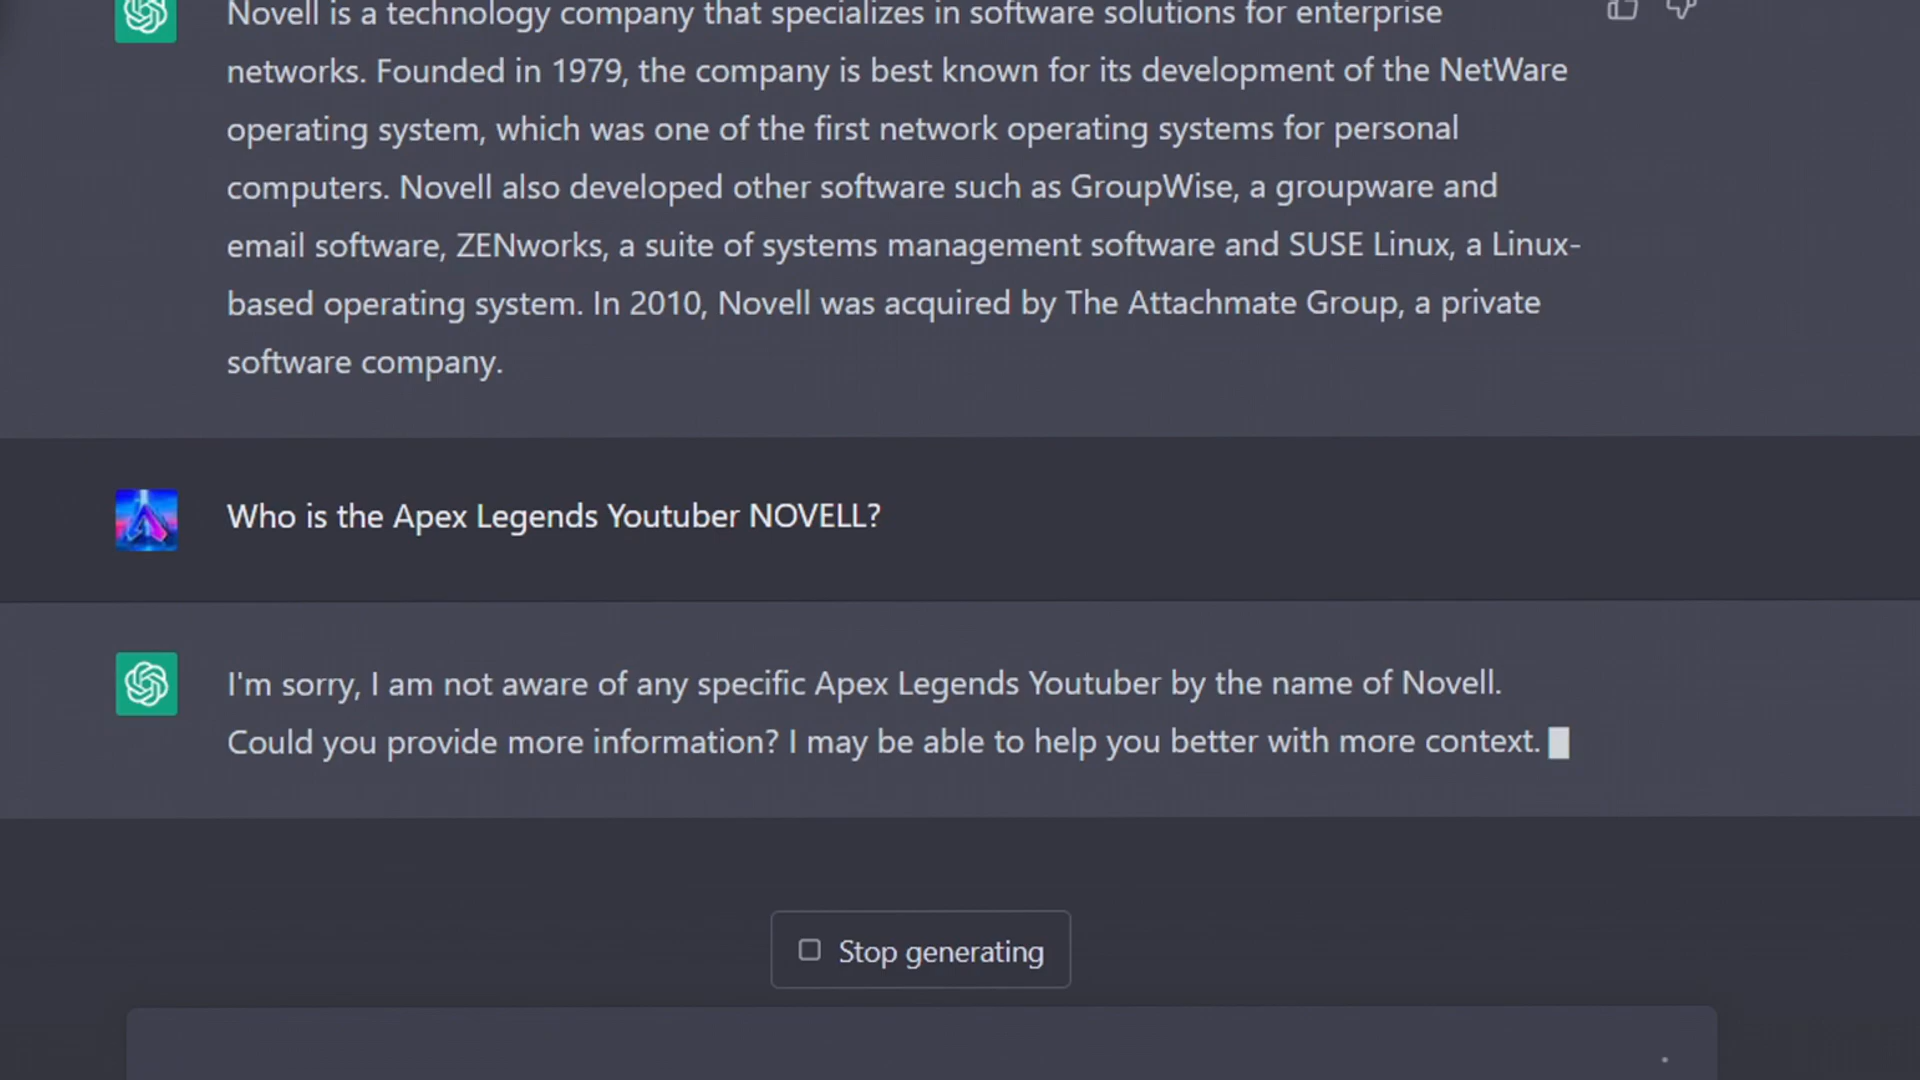 Novell is a technology company that specializes in software solutions for enterprise
networks. Founded in 1979, the company is best known for its development of the NetWare
operating system, which was one of the first network operating systems for personal
computers. Novell also developed other software such as GroupWise, a groupware and
email software, ZENworks, a suite of systems management software and SUSE Linux, a Linux-
based operating system. In 2010, Novell was acquired by The Attachmate Group, a private
software company.
Who is the Apex Legends Youtuber NOVELL?
I'm sorry, I am not aware of any specific Apex Legends Youtuber by the name of Novell.
Could you provide more information? I may be able to help you better with more context.
Stop generating